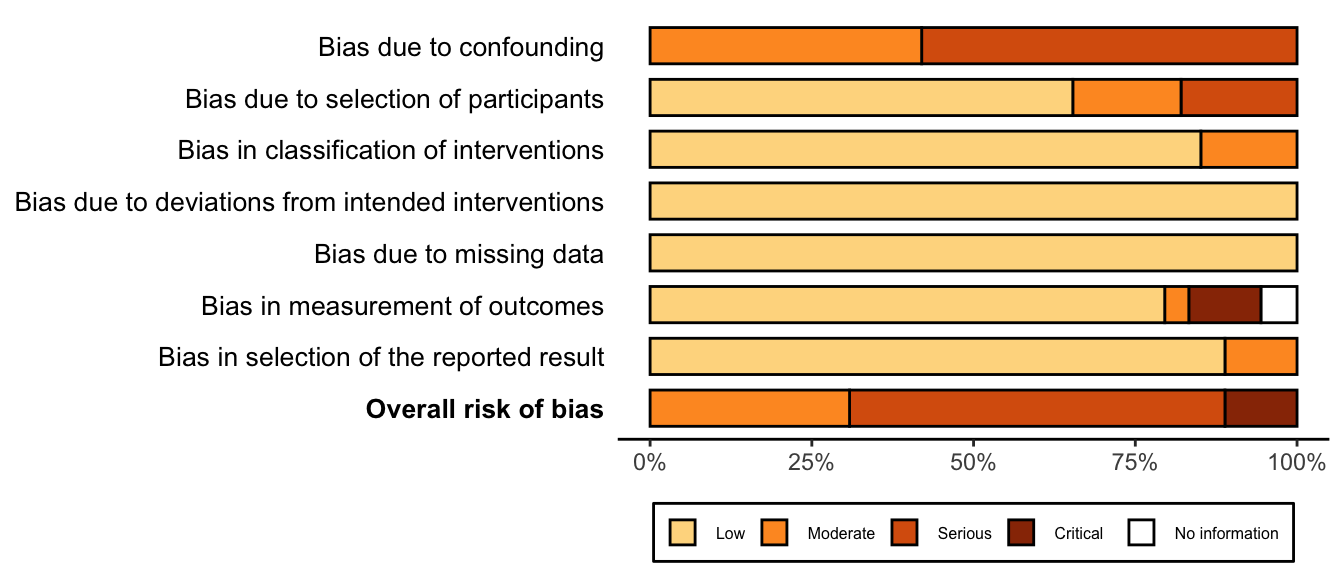 Bias due to confounding
Bias due to selection of participants
Bias in classification of interventions
Bias due to deviations from intended interventions
Bias due to missing data
Bias in measurement of outcomes
Bias in selection of the reported result
Overall risk of bias
0% 25% 50% 75% 100%
Low Moderate Serious Critical No information